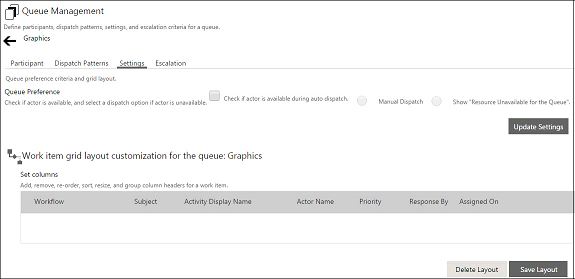 Queue Management
Define participants, dispatch patterns, settings, and escalation criteria for a queue.
Graphics
Participant Dispatch Patterns Settings Escalation
Queue preference criteria and grid layout.
Queue Preference
Check if actor is available, and select a dispatch option if actor is unavailable. Check if actor is available during auto dispatch. Manual Dispatch Show "Resource Unavailable for the Queue".
Update Settings
Work item grid layout customization for the queue: Graphics
Set columns
Add, remove, re-order, sort, resize, and group column headers for a work item.
Workflow Subject Activity Display Name Actor Name Priority Response By Assigned On
Delete Layout Save Layout